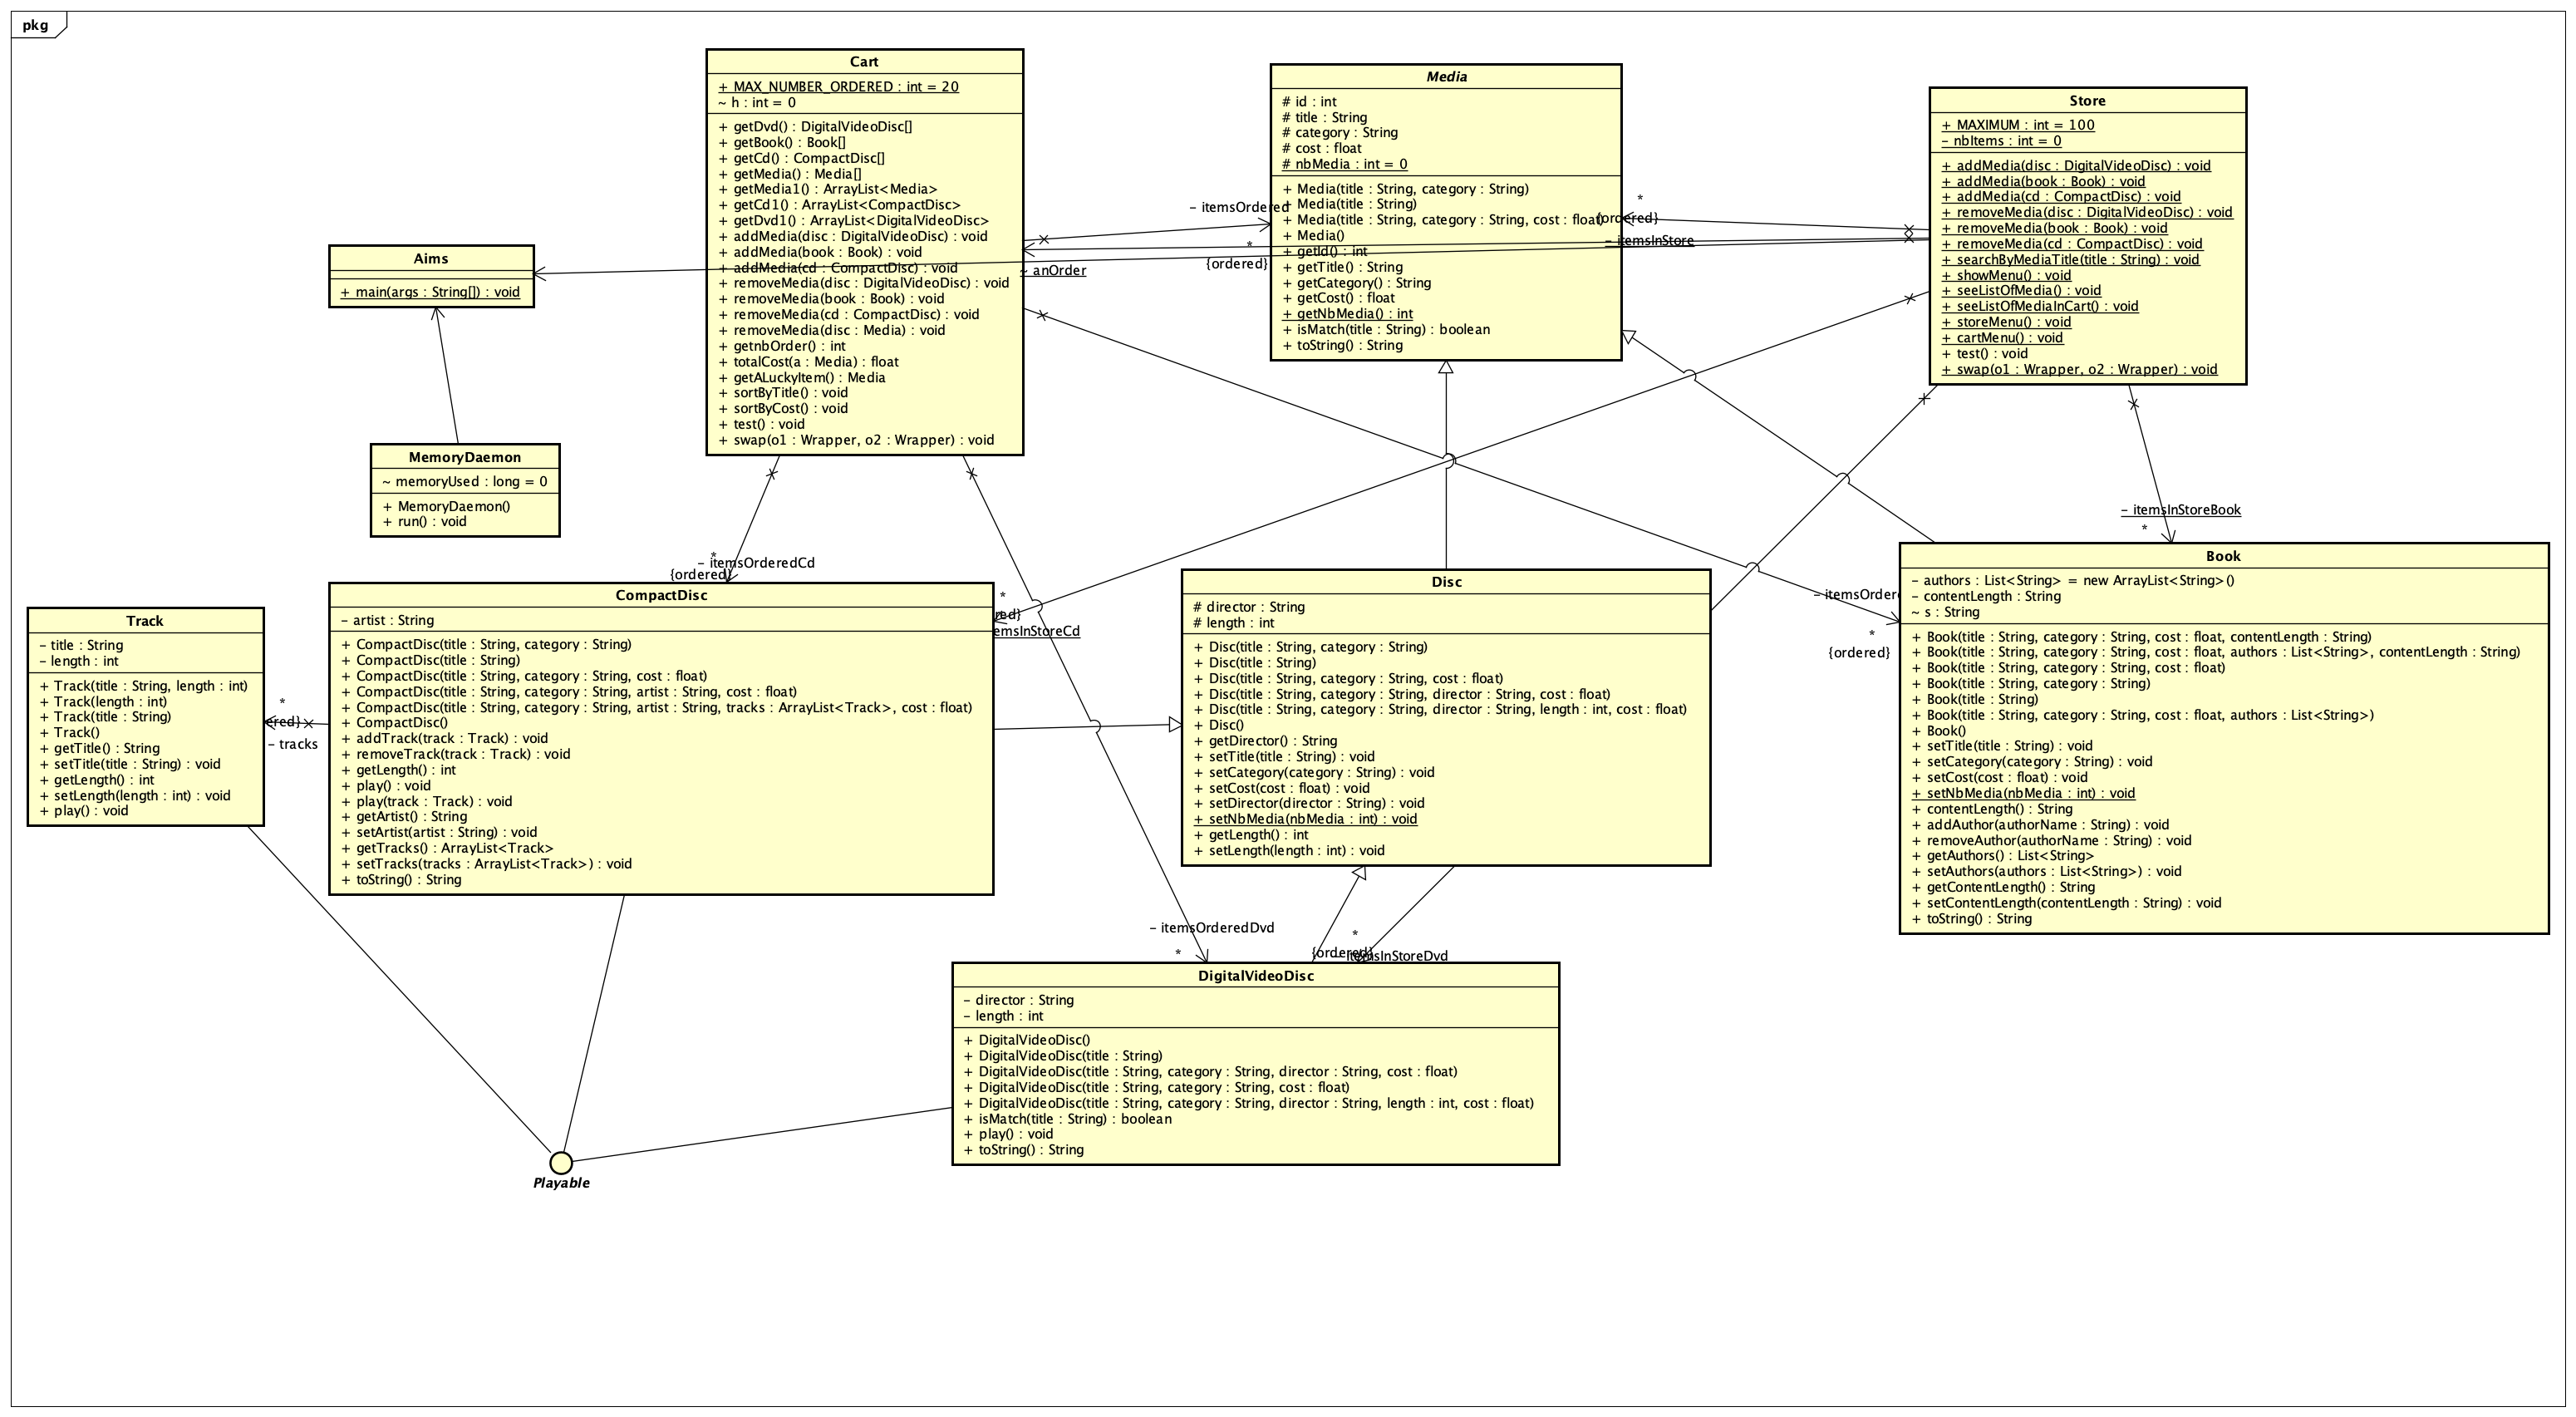 pkg
Cart
+ MAX_NUMBER_ORDERED : int = 20
~ h : int = 0
+ getDvd() : DigitalVideoDisc[]
+ getBook() : Book[]
+ getCd() : CompactDisc[]
+ getMedia() : Media[]
+ getMedia1() : ArrayList<Media>
+ getCd1() : ArrayList<CompactDisc>
+ getDvd1() : ArrayList<DigitalVideoDisc>
+ addMedia(disc : DigitalVideoDisc) : void
+ addMedia(book : Book) : void
+ addMedia(cd : CompactDisc) : void
+ removeMedia(disc : DigitalVideoDisc) : void
+ removeMedia(book : Book) : void
+ removeMedia(cd : CompactDisc) : void
+ removeMedia(disc : Media) : void
+ getnbOrder() : int
+ totalCost(a : Media) : float
+ getALuckyItem() : Media
+ sortByTitle() : void
+ sortByCost() : void
+ test() : void
+ swap(o1 : Wrapper, o2 : Wrapper) : void
Media
# id : int
# title : String
# category : String
# cost : float
# nbMedia : int = 0
+ Media(title : String, category : String)
+ Media(title : String)
+ Media(title : String, category : String, cost : float)
+ Media()
+ getId() : int
+ getTitle() : String
+ getCategory() : String
+ getCost() : float
+ getNbMedia() : int
+ isMatch(title : String) : boolean
+ toString() : String
Store
+ MAXIMUM : int = 100
- nbItems : int = 0
+ addMedia(disc : DigitalVideoDisc) : void
+ addMedia(book : Book) : void
+ addMedia(cd : CompactDisc) : void
+ removeMedia(disc : DigitalVideoDisc) : void
+ removeMedia(book : Book) : void
+ removeMedia(cd : CompactDisc) : void
+ searchByMediaTitle(title : String) : void
+ showMenu() : void
+ seeListOfMedia() : void
+ seeListOfMediaInCart() : void
+ storeMenu() : void
+ cartMenu() : void
+ test() : void
+ swap(o1 : Wrapper, o2 : Wrapper) : void
- itemsOrdered
*
{ordered}
*
{ordered}
- itemsInStore
~ anOrder
Aims
+ main(args : String[]) : void
MemoryDaemon
~ memoryUsed : long = 0
+ MemoryDaemon()
+ run() : void
*
- itemsOrderedCd
{ordered}
- itemsInStoreBook
*
Track
- title : String
- length : int
+ Track(title : String, length : int)
+ Track(length : int)
+ Track(title : String)
+ Track()
+ getTitle() : String
+ setTitle(title : String) : void
+ getLength() : int
+ setLength(length : int) : void
+ play() : void
*
ered}
- tracks
CompactDisc
- artist : String
+ CompactDisc(title : String, category : String)
+ CompactDisc(title : String)
+ CompactDisc(title : String, category : String, cost : float)
+ CompactDisc(title : String, category : String, artist : String, cost : float)
+ CompactDisc(title : String, category : String, artist : String, tracks : ArrayList<Track>, cost : float)
+ CompactDisc()
+ addTrack(track : Track) : void
+ removeTrack(track : Track) : void
+ getLength() : int
+ play() : void
+ play(track : Track) : void
+ getArtist() : String
+ setArtist(artist : String) : void
+ getTracks() : ArrayList<Track>
+ setTracks(tracks : ArrayList<Track>) : void
+ toString() : String
*
red}
emsInStoreCd
Disc
# director : String
# length : int
+ Disc(title : String, category : String)
+ Disc(title : String)
+ Disc(title : String, category : String, cost : float)
+ Disc(title : String, category : String, director : String, cost : float)
+ Disc(title : String, category : String, director : String, length : int, cost : float)
+ Disc()
+ getDirector() : String
+ setTitle(title : String) : void
+ setCategory(category : String) : void
+ setCost(cost : float) : void
+ setDirector(director : String) : void
+ setNbMedia(nbMedia : int) : void
+ getLength() : int
+ setLength(length : int) : void
- itemsOrdere
*
{ordered}
Book
- authors : List<String> = new ArrayList<String>()
- contentLength : String
~ s : String
+ Book(title : String, category : String, cost : float, contentLength : String)
+ Book(title : String, category : String, cost : float, authors : List<String>, contentLength : String)
+ Book(title : String, category : String, cost : float)
+ Book(title : String, category : String)
+ Book(title : String)
+ Book(title : String, category : String, cost : float, authors : List<String>)
+ Book()
+ setTitle(title : String) : void
+ setCategory(category : String) : void
+ setCost(cost : float) : void
+ setNbMedia(nbMedia : int) : void
+ contentLength() : String
+ addAuthor(authorName : String) : void
+ removeAuthor(authorName : String) : void
+ getAuthors() : List<String>
+ setAuthors(authors : List<String>) : void
+ getContentLength() : String
+ setContentLength(contentLength : String) : void
+ toString() : String
- itemsOrderedDvd
*
*
{ordered}
- itemsInStoreDvd
DigitalVideoDisc
- director : String
- length : int
+ DigitalVideoDisc()
+ DigitalVideoDisc(title : String)
+ DigitalVideoDisc(title : String, category : String, director : String, cost : float)
+ DigitalVideoDisc(title : String, category : String, cost : float)
+ DigitalVideoDisc(title : String, category : String, director : String, length : int, cost : float)
+ isMatch(title : String) : boolean
+ play() : void
+ toString() : String
Playable